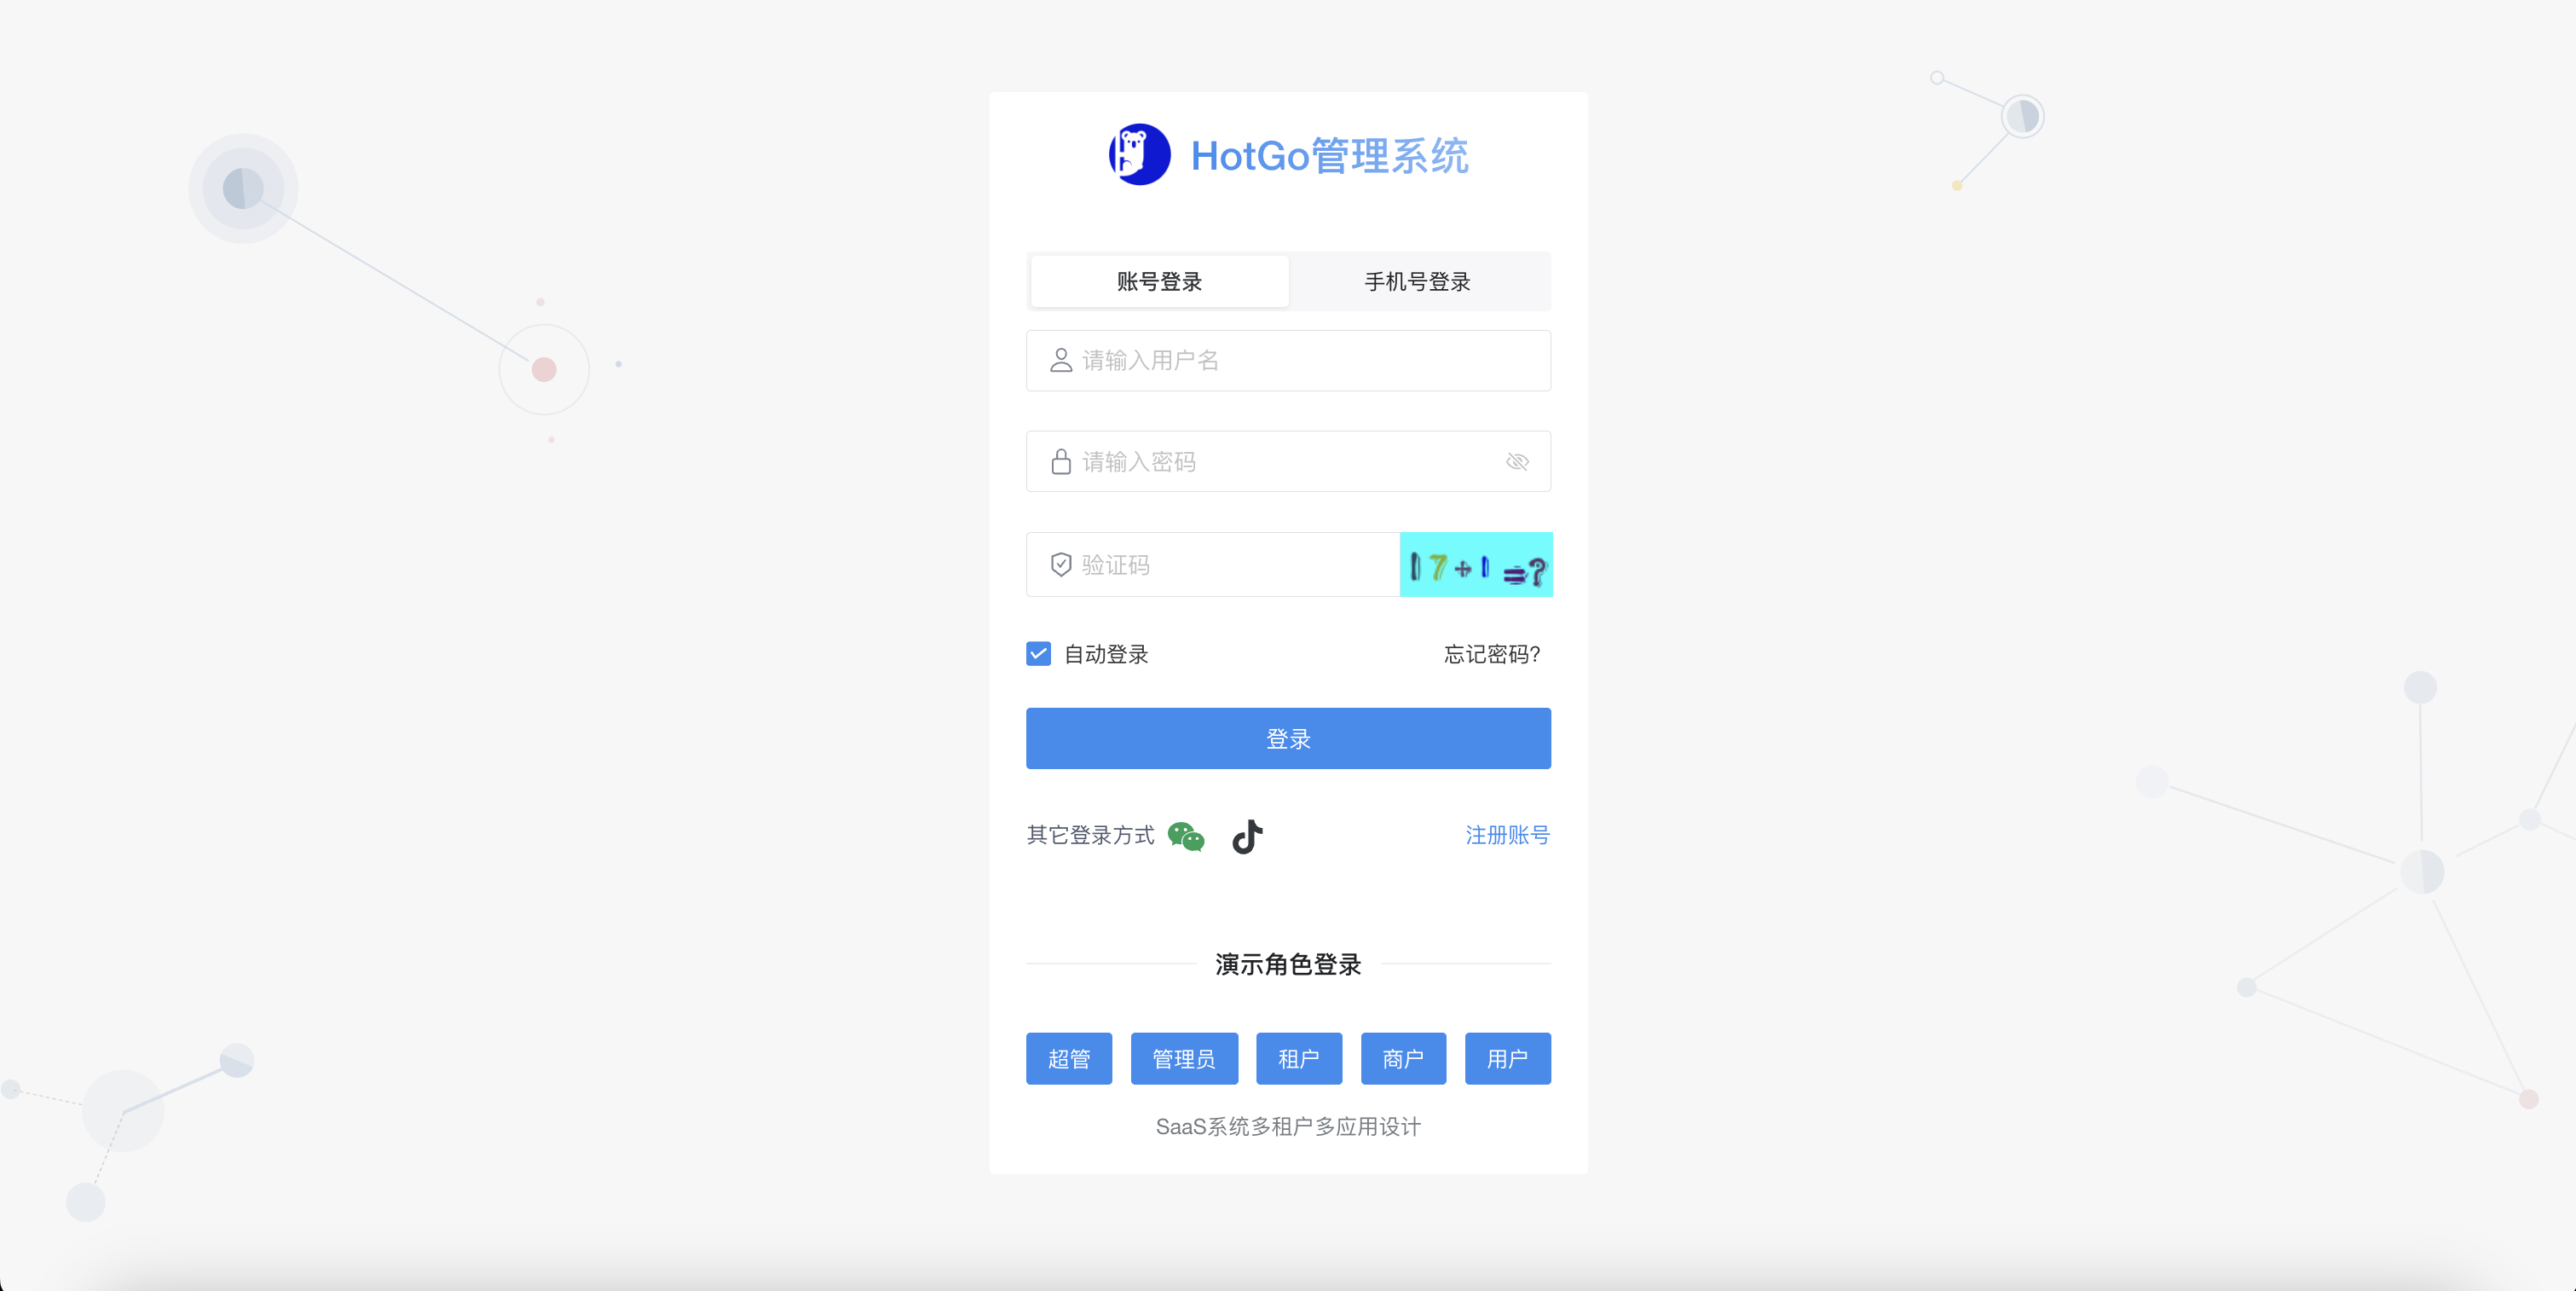 HotGo管理系统
账号登录 手机号登录
请输入用户名
请输入密码
验证码 17+1=?
自动登录 忘记密码?
登录
其它登录方式 注册账号
演示角色登录
超管 管理员 租户 商户 用户
SaaS系统多租户多应用设计